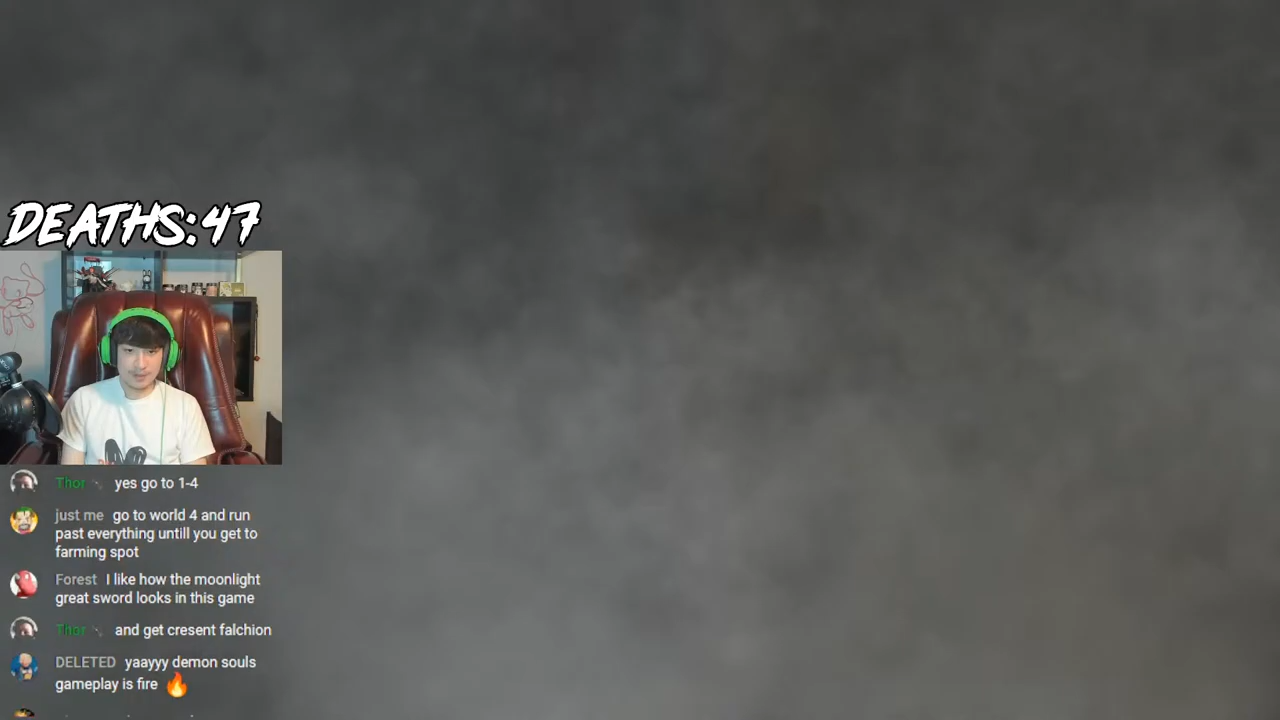 DEATHS:47
Thor yes go to 1-4
just me go to world 4 and run
past everything untill you get to
farming spot
Forest I like how the moonlight
great sword looks in this game
Thor and get cresent falchion
DELETED yaayyy demon souls
gameplay is fire 🔥